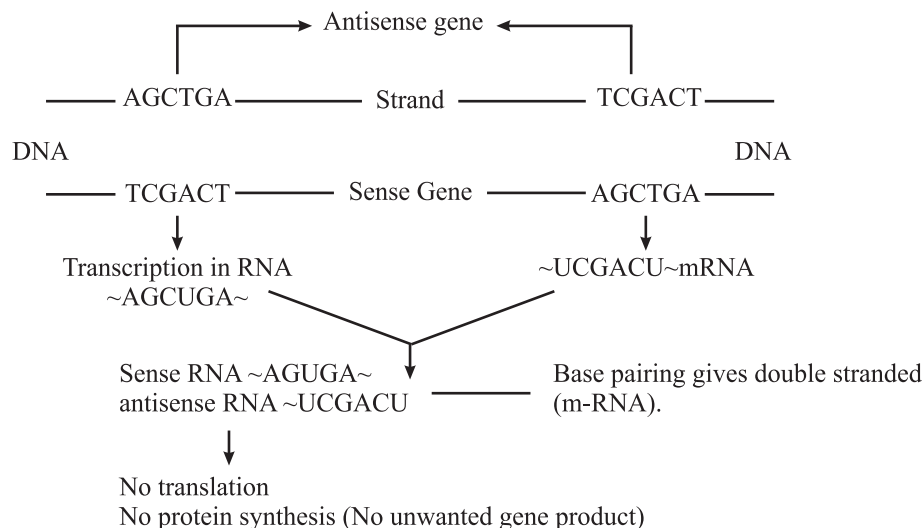 Antisense gene
AGCTGA Strand TCGACT
DNA DNA
TCGACT Sense Gene AGCTGA
Transcription in RNA ~UCGACU~mRNA
~AGCUGA~
Sense RNA ~AGUGA~ Base pairing gives double stranded
antisense RNA ~UCGACU (m-RNA).
No translation
No protein synthesis (No unwanted gene product)